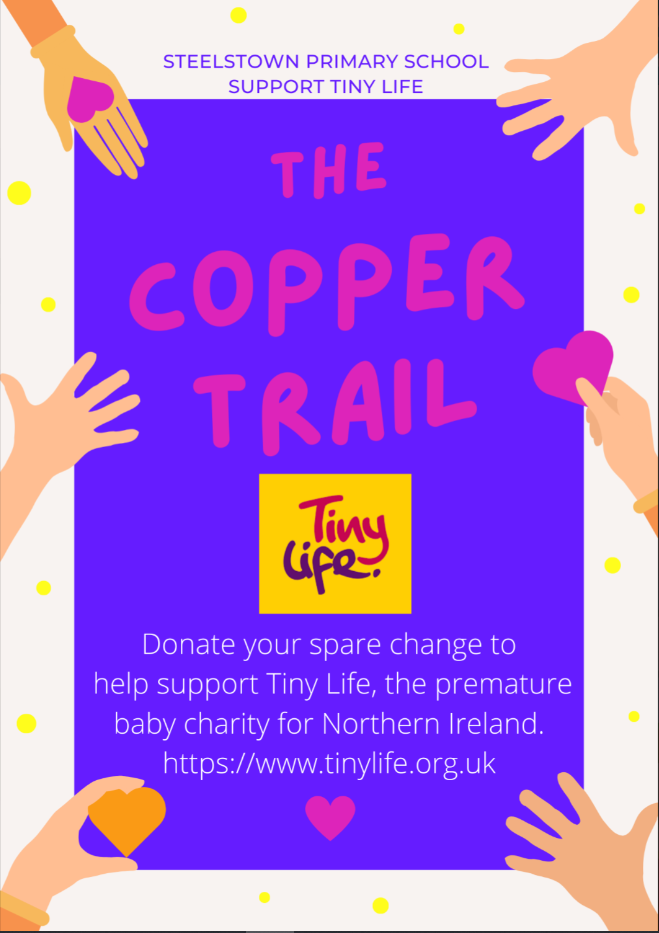 STEELSTOWN PRIMARY SCHOOL
SUPPORT TINY LIFE
THE
COPPER
TRAIL
Tiny
Life.
Donate your spare change to
help support Tiny Life, the premature
baby charity for Northern Ireland.
https://www.tinylife.org.uk